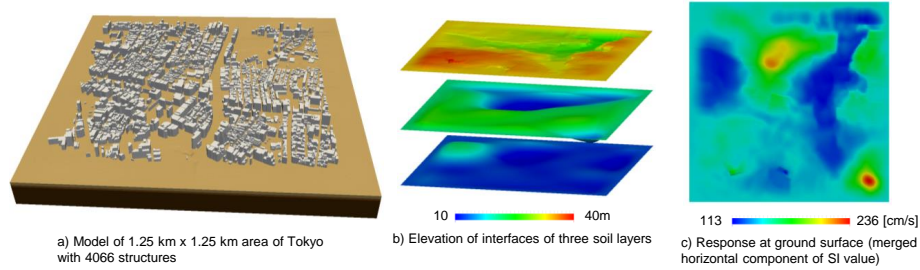 a) Model of 1.25 km x 1.25 km area of Tokyo
with 4066 structures
10 40m
b) Elevation of interfaces of three soil layers
113 236 [cm/s]
c) Response at ground surface (merged
horizontal component of SI value)